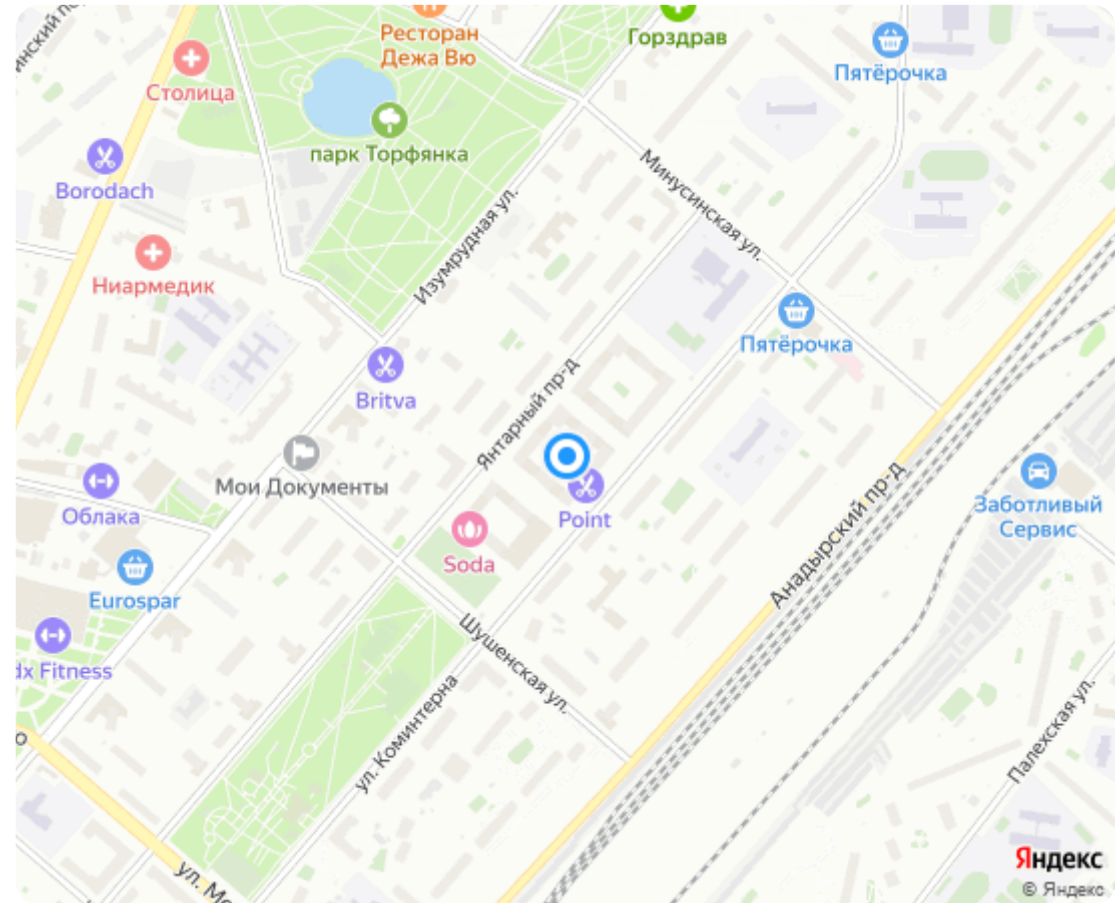 Ресторан
Дежа Вю
Горздрав
Пятёрочка
Столица
парк Торфянка
Borodach
Минусинская ул.
Изумрудная ул.
Ниармедик
Пятёрочка
Britva
Янтарный пр-д
Мои Документы
Облака
Point
Заботливый
Сервис
Анадырский пр-д
Soda
Eurospar
Шушенская ул.
dx Fitness
ул. Коминтерна
Палехская ул.
ул.
Яндекс
© Яндекс